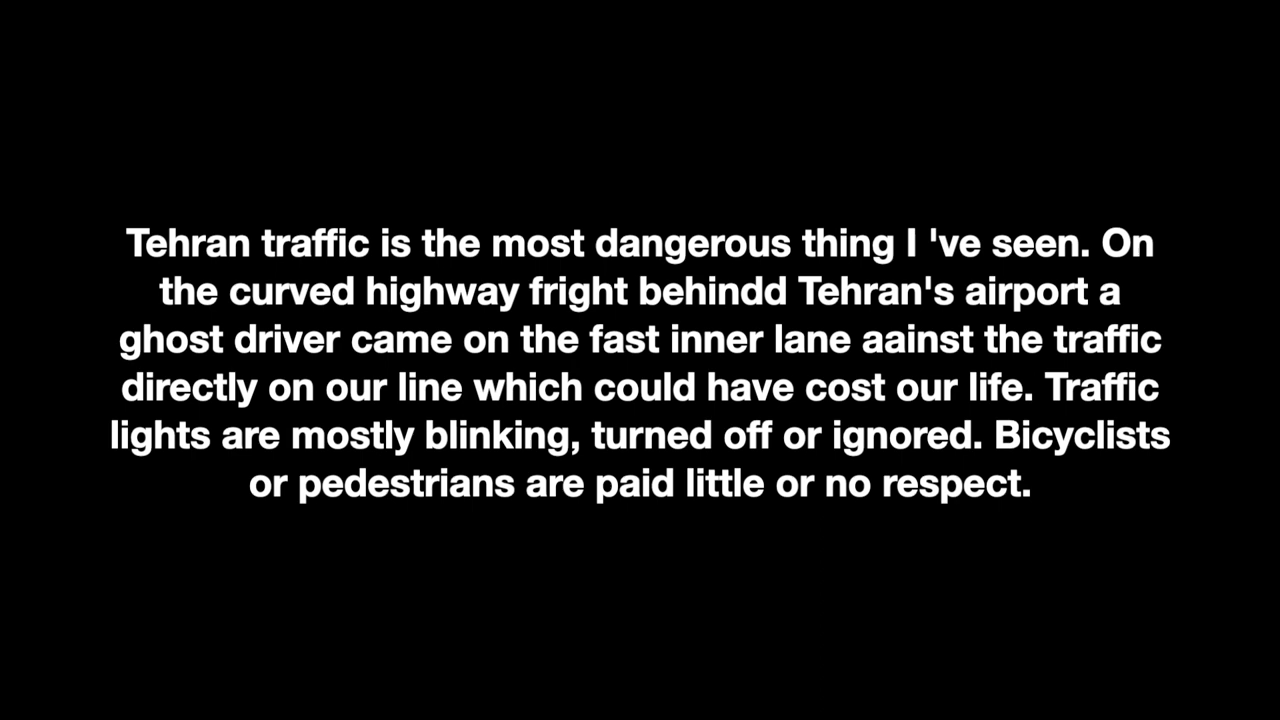 Tehran traffic is the most dangerous thing I 've seen. On
the curved highway fright behindd Tehran's airport a
ghost driver came on the fast inner lane aainst the traffic
directly on our line which could have cost our life. Traffic
lights are mostly blinking, turned off or ignored. Bicyclists
or pedestrians are paid little or no respect.